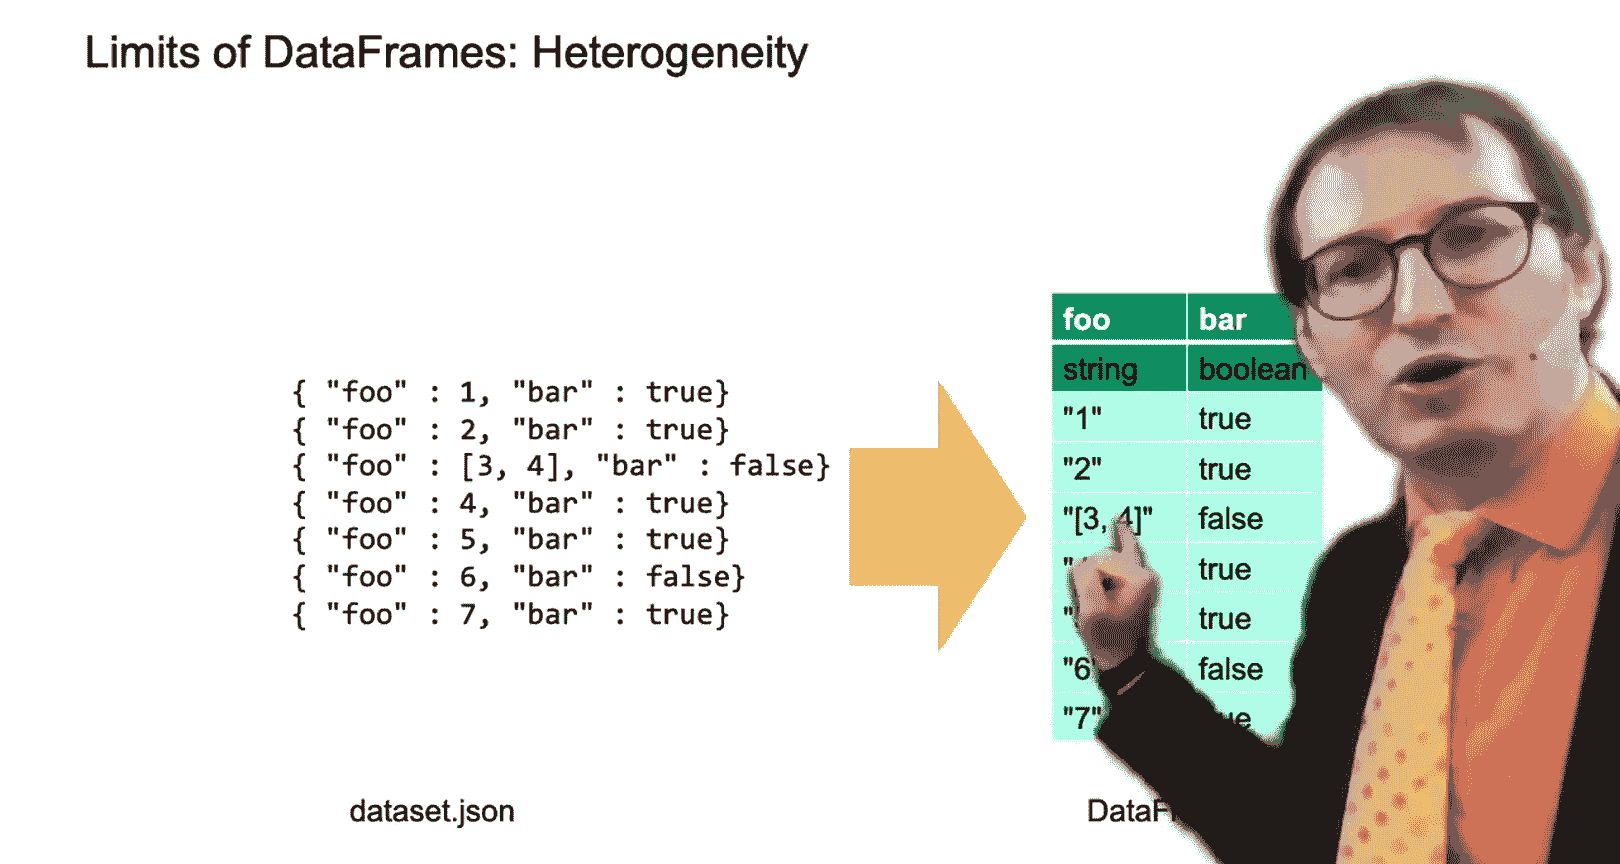 Limits of DataFrames: Heterogeneity
{ "foo" : 1, "bar" : true}
{ "foo" : 2, "bar" : true}
{ "foo" : [3, 4], "bar" : false}
{ "foo" : 4, "bar" : true}
{ "foo" : 5, "bar" : true}
{ "foo" : 6, "bar" : false}
{ "foo" : 7, "bar" : true}
dataset.json
foo bar
string boolean
"1" true
"2" true
"[3, 4]" false
true
true
"6" false
"7"